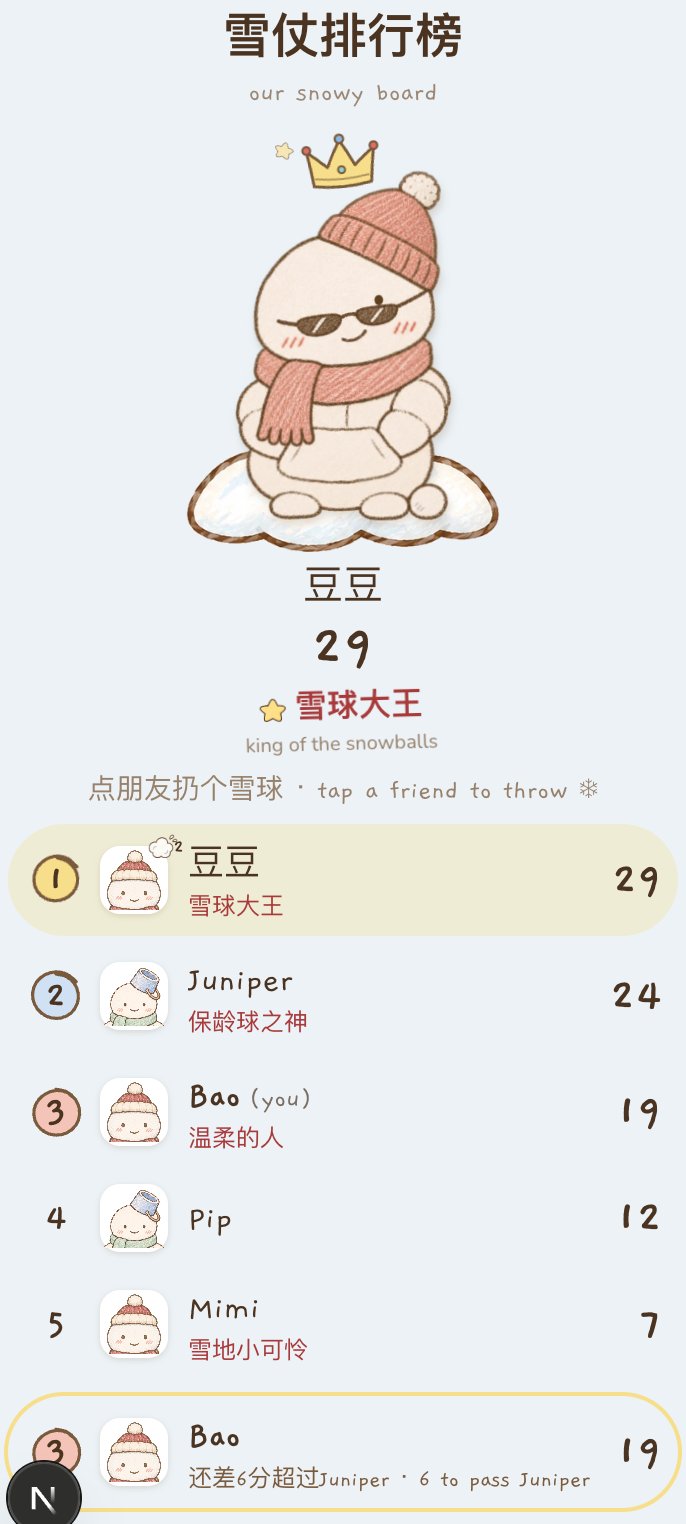 雪仗排行榜
our snowy board
豆豆
29
雪球大王
king of the snowballs
点朋友扔个雪球 · tap a friend to throw ❄
1 豆豆 29
2
雪球大王
2 Juniper 24
保龄球之神
3 Bao (you) 19
温柔的人
4 Pip 12
5 Mimi 7
雪地小可怜
3 Bao 19
还差6分超过Juniper · 6 to pass Juniper
N